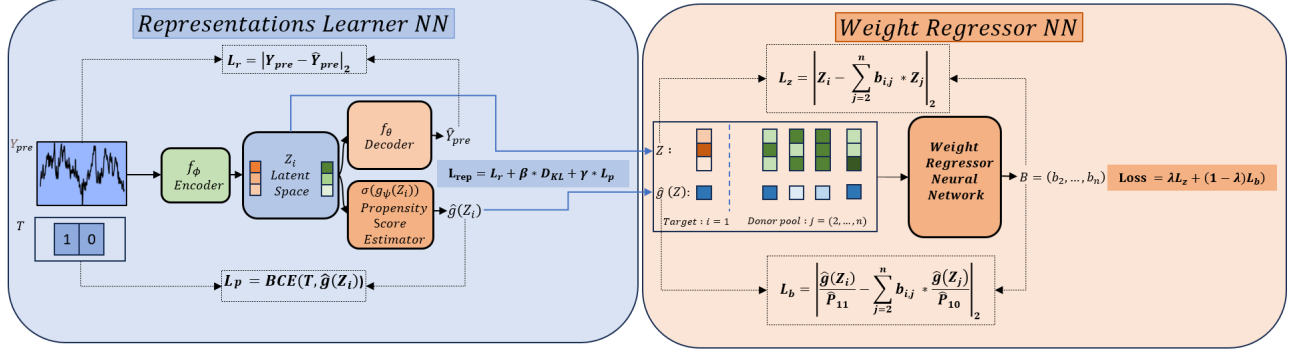 Representations Learner NN
L_r = |Y_pre − Ŷ_pre|_2
Y_pre
f_ϕ
Encoder
Z_i
Latent
Space
f_θ
Decoder
Ŷ_pre
σ(g_ψ(Z_i))
Propensity
Score
Estimator
ĝ(Z_i)
L_rep = L_r + β * D_KL + γ * L_p
T
1 0
L_p = BCE(T, ĝ(Z_i))
Weight Regressor NN
L_z = |Z_i − ∑_{j=2}^{n} b_{i,j} * Z_j|_2
Z :
ĝ (Z):
Target : i = 1
Donor pool : j = (2, … , n)
Weight
Regressor
Neural
Network
B = (b_2, … , b_n)
Loss = λL_z + (1 − λ)L_b)
L_b = |ĝ(Z_i)/P̂_11 − ∑_{j=2}^{n} b_{i,j} * ĝ(Z_j)/P̂_10|_2